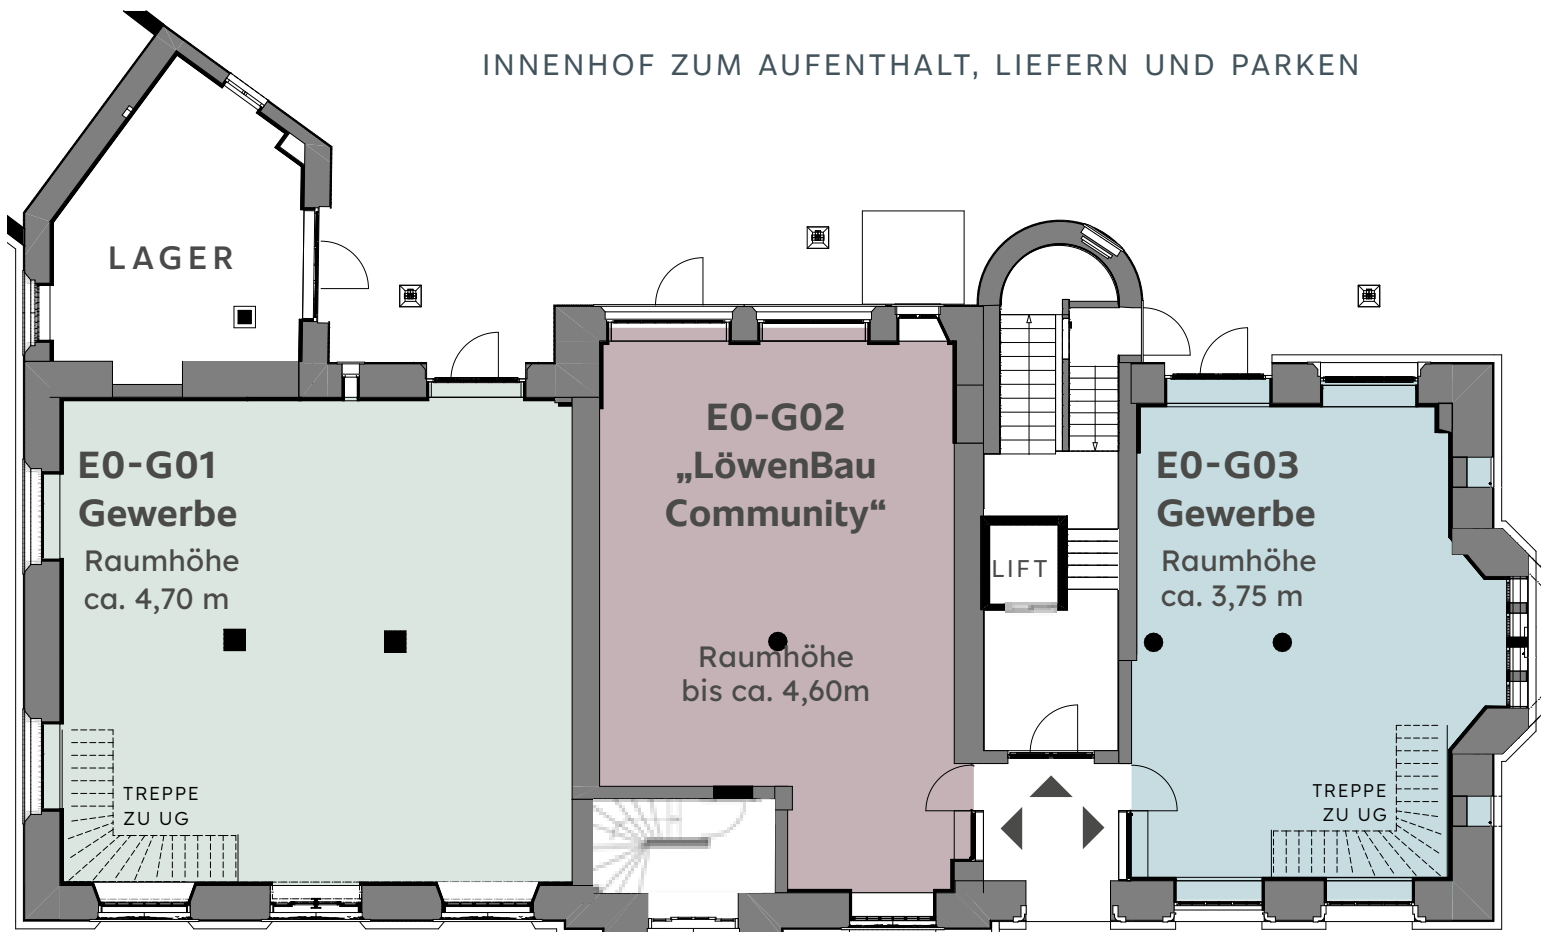 INNENHOF ZUM AUFENTHALT, LIEFERN UND PARKEN
LAGER
E0-G01
Gewerbe
Raumhöhe
ca. 4,70 m
TREPPE
ZU UG
E0-G02
„LöwenBau
Community“
Raumhöhe
bis ca. 4,60m
LIFT
E0-G03
Gewerbe
Raumhöhe
ca. 3,75 m
TREPPE
ZU UG